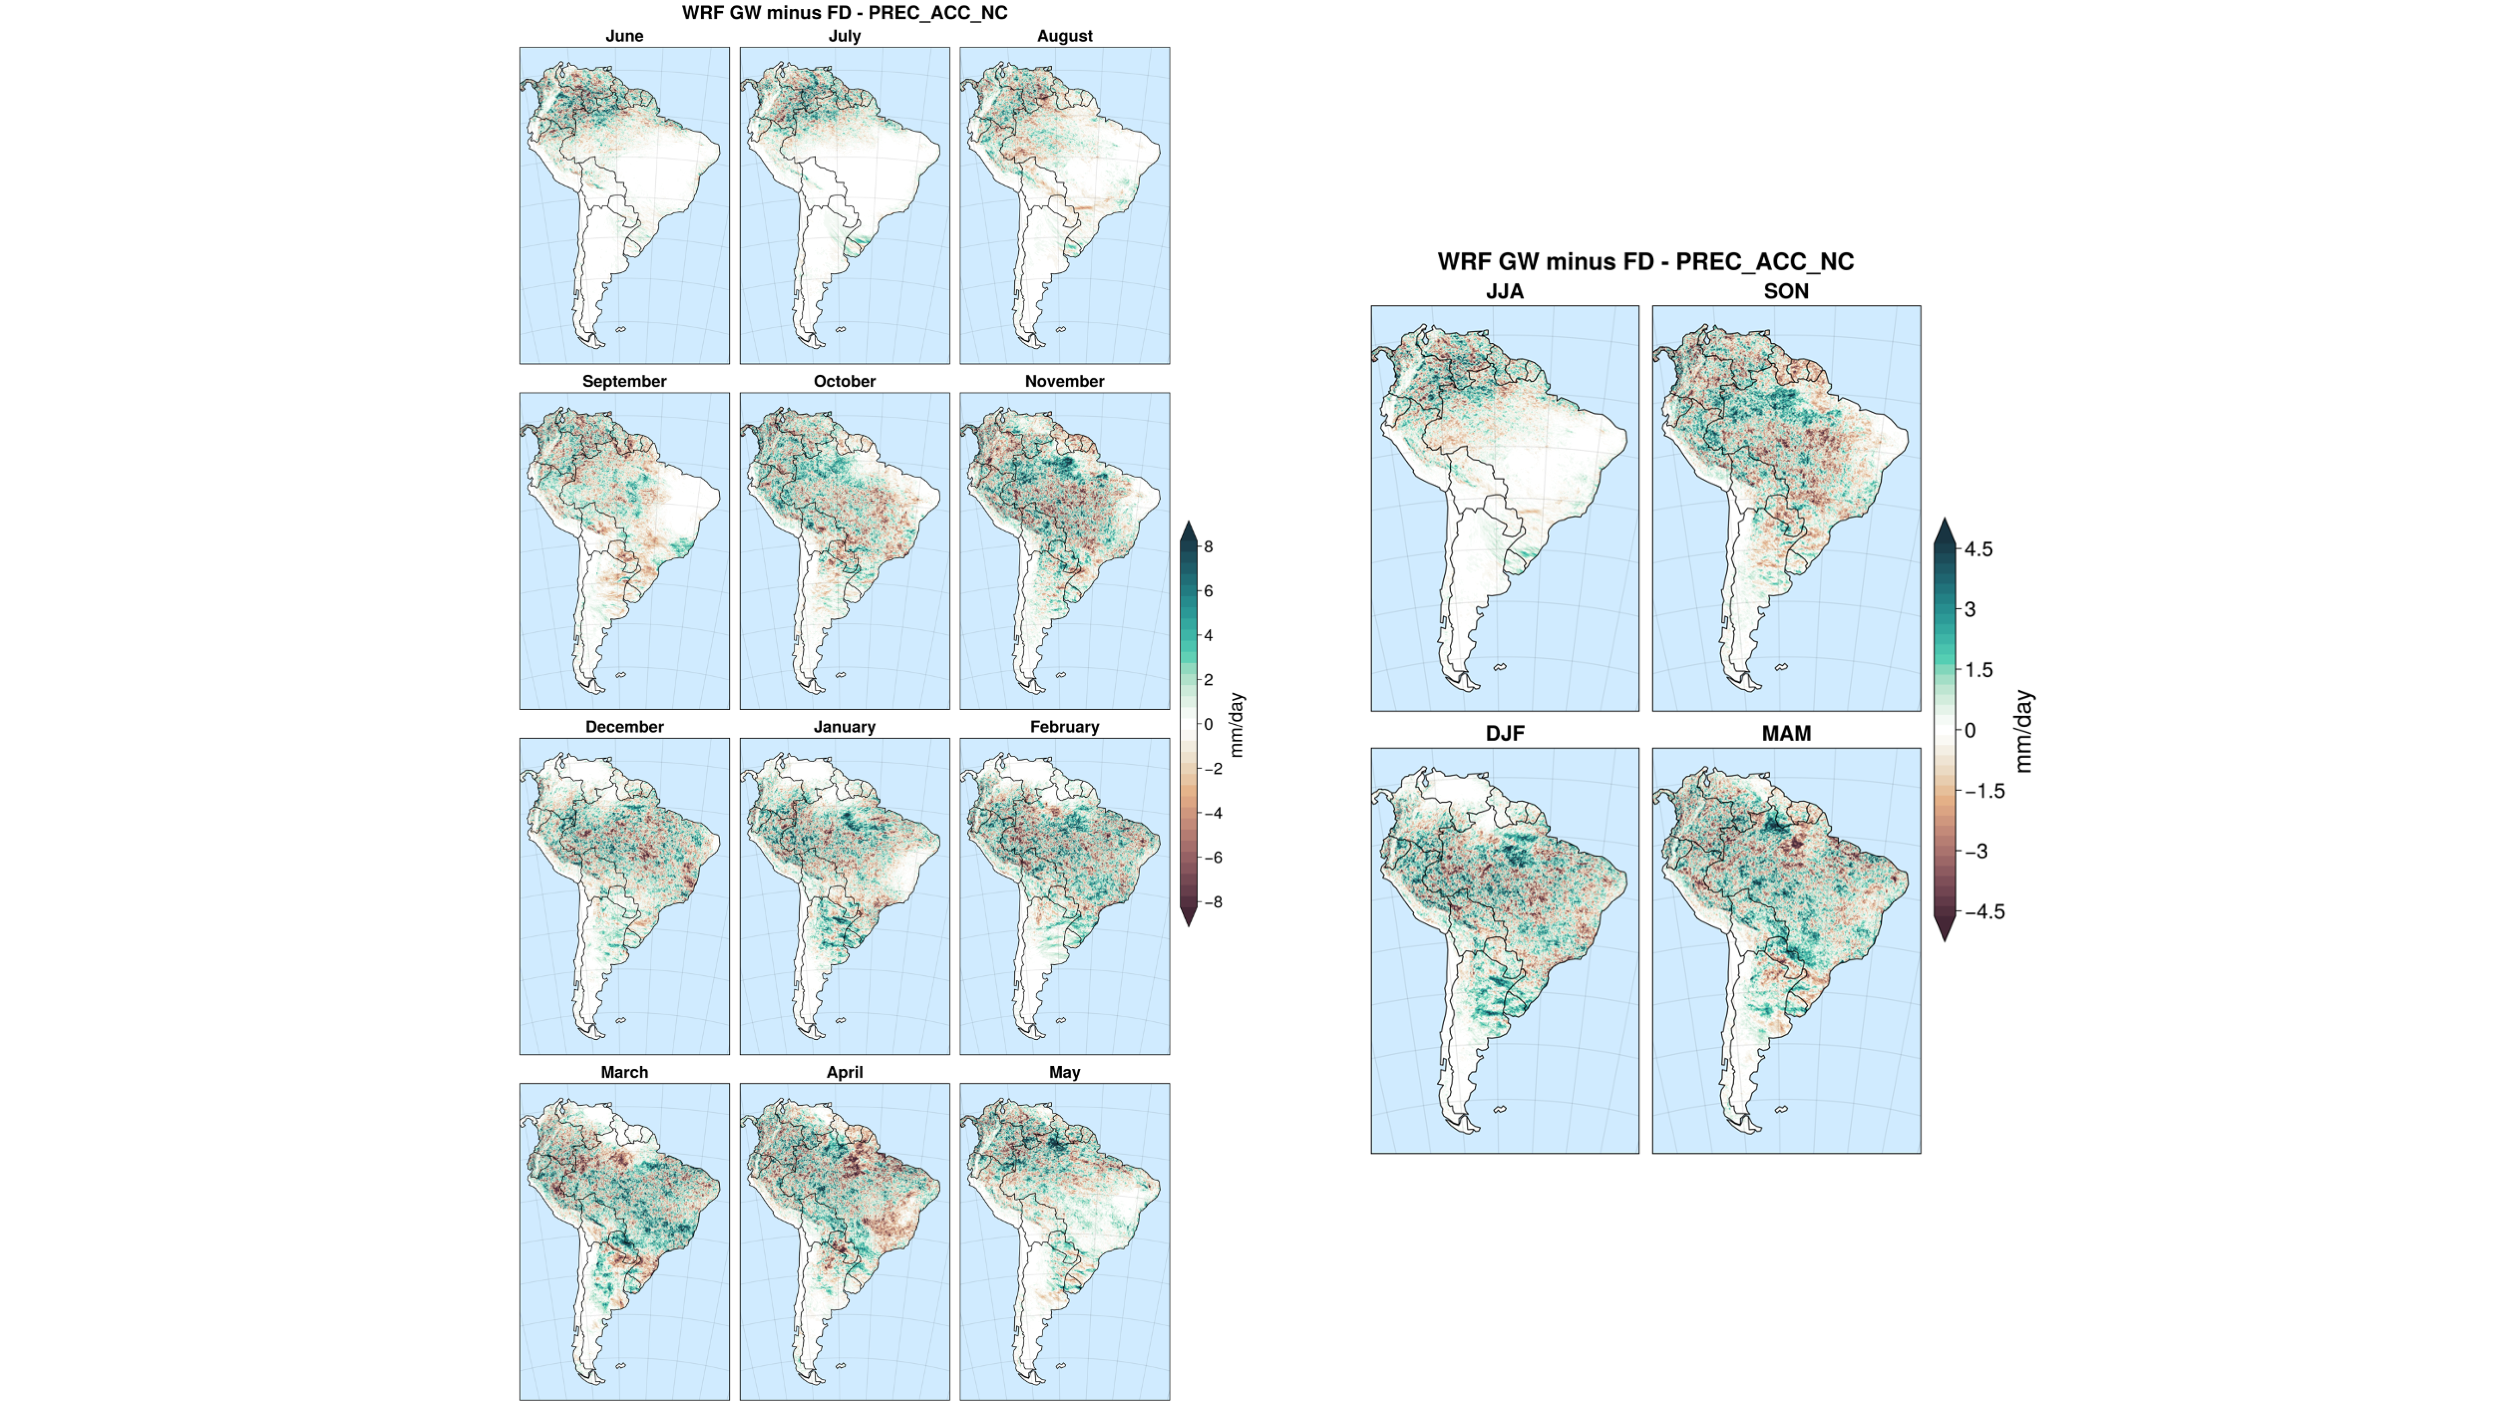 WRF GW minus FD - PREC_ACC_NC
June
July
August
September
October
November
December
January
February
March
April
May
8
6
4
2
0
−2
−4
−6
−8
mm/day
WRF GW minus FD - PREC_ACC_NC
JJA
SON
DJF
MAM
4.5
3
1.5
0
−1.5
−3
−4.5
mm/day